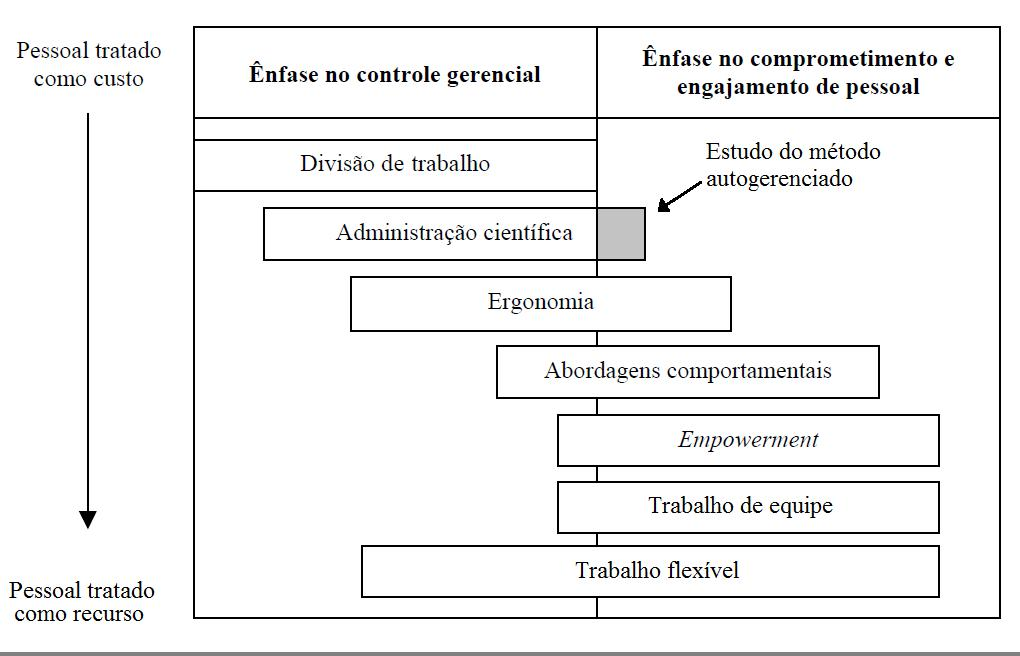 Pessoal tratado
como custo
Ênfase no controle gerencial
Ênfase no comprometimento e
engajamento de pessoal
Divisão de trabalho
Estudo do método
autogerenciado
Administração científica
Ergonomia
Abordagens comportamentais
Empowerment
Trabalho de equipe
Trabalho flexível
Pessoal tratado
como recurso